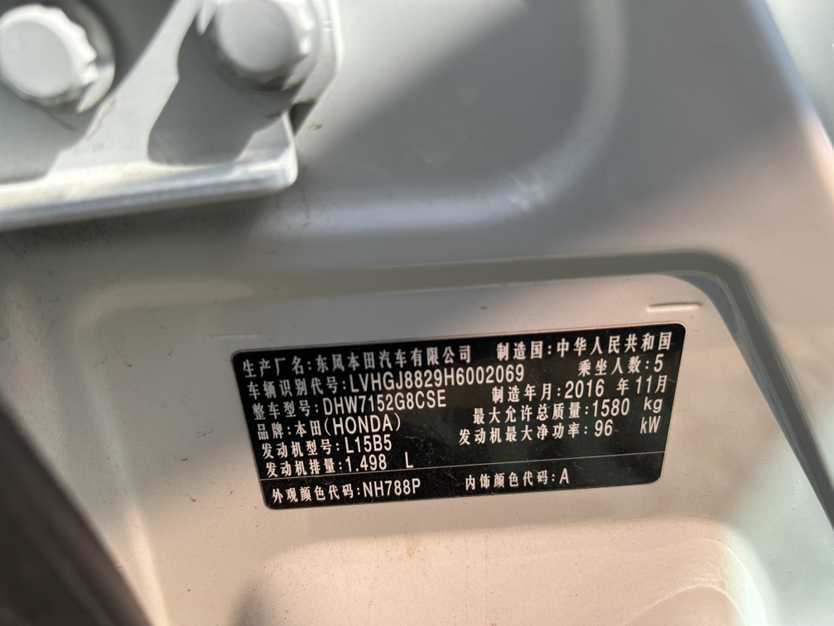 生产厂名:东风本田汽车有限公司 制造国:中华人民共和国
车辆识别代号:LVHGJ8829H6002069 乘坐人数:5
整车型号:DHW7152G8CSE 制造年月:2016 年11月
品牌:本田(HONDA) 最大允许总质量:1580 kg
发动机型号:L15B5 发动机最大净功率:96 kW
发动机排量:1.498 L
外观颜色代码:NH788P 内饰颜色代码:A